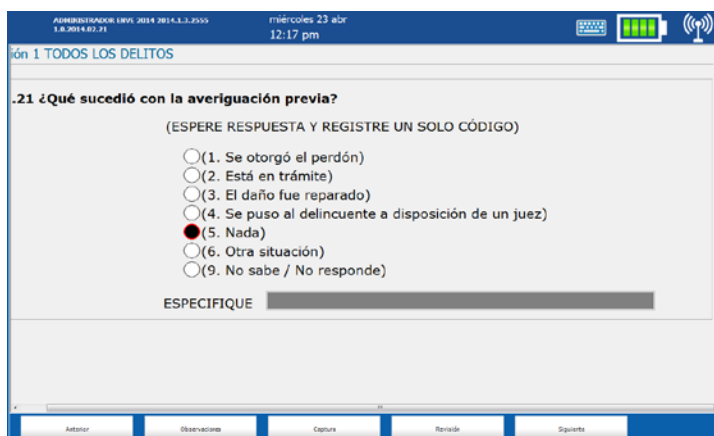 ADMINISTRADOR ENVE 2014 2014.1.3.2555
1.0.2014.02.21
miércoles 23 abr
12:17 pm
ión 1 TODOS LOS DELITOS
.21 ¿Qué sucedió con la averiguación previa?
(ESPERE RESPUESTA Y REGISTRE UN SOLO CÓDIGO)
(1. Se otorgó el perdón)
(2. Está en trámite)
(3. El daño fue reparado)
(4. Se puso al delincuente a disposición de un juez)
(5. Nada)
(6. Otra situación)
(9. No sabe / No responde)
ESPECIFIQUE
Anterior Observaciones Captura Revisión Siguiente